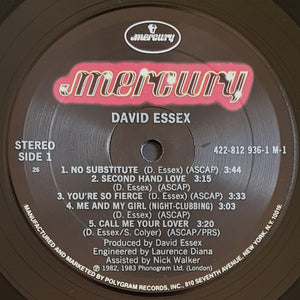 mercury
mercury
DAVID ESSEX
STEREO
SIDE 1
422-812 936-1 M-1
26
1. NO SUBSTITUTE (D. Essex) (ASCAP) 3:44
2. SECOND HAND LOVE 3:15
(D. Essex) (ASCAP)
3. YOU'RE SO FIERCE (D. Essex) (ASCAP) 3:40
4. ME AND MY GIRL (NIGHT-CLUBBING) 3:03
(D. Essex) (ASCAP)
5. CALL ME YOUR LOVER
(D. Essex/S. Colyer) (ASCAP/PRS)
Produced by David Essex
Engineered by Laurence Diana
Assisted by Nick Walker
℗ 1982, 1983 Phonogram Ltd. (London)
MANUFACTURED AND MARKETED BY POLYGRAM RECORDS, INC., 810 SEVENTH AVENUE, NEW YORK, N.Y. 10019.